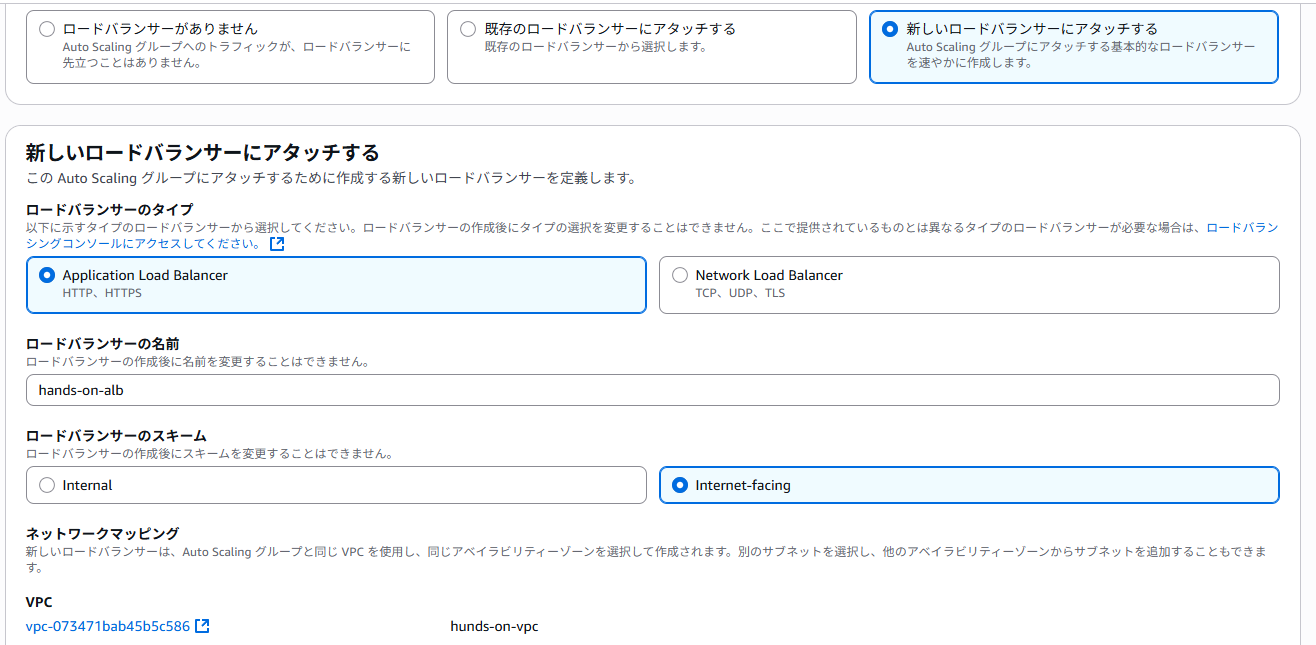 ロードバランサーがありません
Auto Scaling グループへのトラフィックが、ロードバランサーに
先立つことはありません。
既存のロードバランサーにアタッチする
既存のロードバランサーから選択します。
新しいロードバランサーにアタッチする
Auto Scaling グループにアタッチする基本的なロードバランサー
を速やかに作成します。
新しいロードバランサーにアタッチする
この Auto Scaling グループにアタッチするために作成する新しいロードバランサーを定義します。
ロードバランサーのタイプ
以下に示すタイプのロードバランサーから選択してください。ロードバランサーの作成後にタイプの選択を変更することはできません。ここで提供されているものとは異なるタイプのロードバランサーが必要な場合は、ロードバラン
シングコンソールにアクセスしてください。
Application Load Balancer
HTTP、HTTPS
Network Load Balancer
TCP、UDP、TLS
ロードバランサーの名前
ロードバランサーの作成後に名前を変更することはできません。
hands-on-alb
ロードバランサーのスキーム
ロードバランサーの作成後にスキームを変更することはできません。
Internal
Internet-facing
ネットワークマッピング
新しいロードバランサーは、Auto Scaling グループと同じ VPC を使用し、同じアベイラビリティーゾーンを選択して作成されます。別のサブネットを選択し、他のアベイラビリティーゾーンからサブネットを追加することもできま
す。
VPC
vpc-073471bab45b5c586
hunds-on-vpc